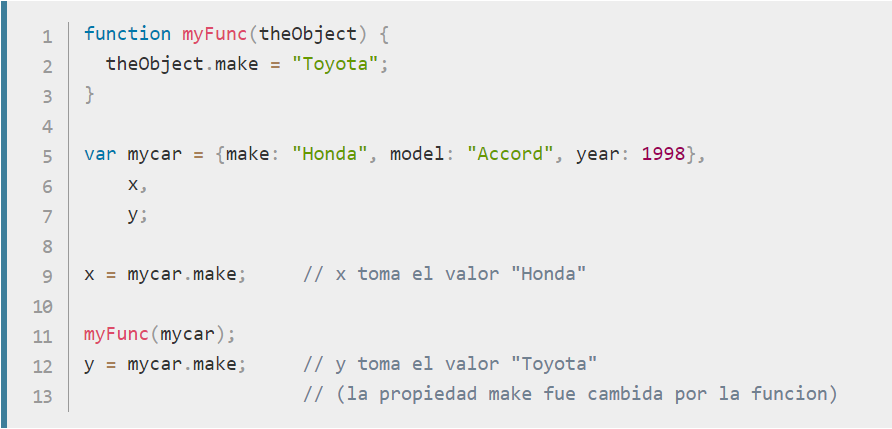 1 function myFunc(theObject) {
2   theObject.make = "Toyota";
3 }
4
5 var mycar = {make: "Honda", model: "Accord", year: 1998},
6     x,
7     y;
8
9 x = mycar.make;     // x toma el valor "Honda"
10
11 myFunc(mycar);
12 y = mycar.make;     // y toma el valor "Toyota"
13                     // (la propiedad make fue cambida por la funcion)